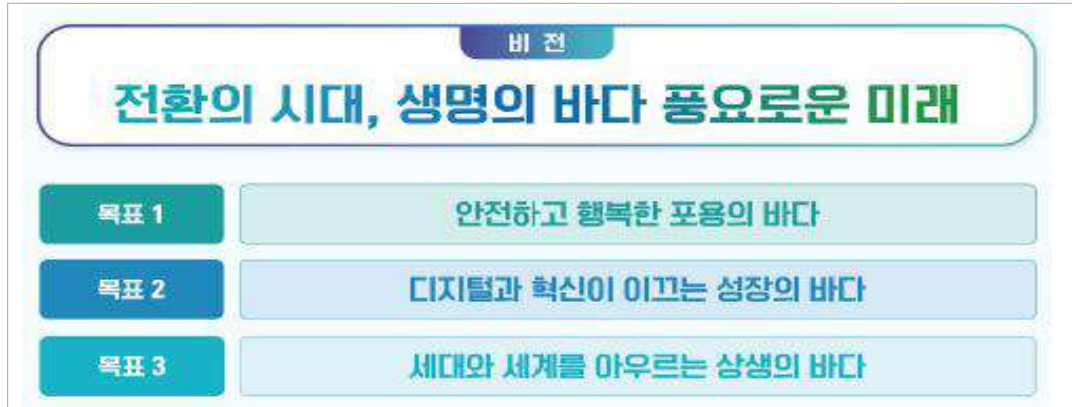 비 전
전환의 시대, 생명의 바다 풍요로운 미래
목표 1
안전하고 행복한 포용의 바다
목표 2
디지털과 혁신이 이끄는 성장의 바다
목표 3
세대와 세계를 아우르는 상생의 바다